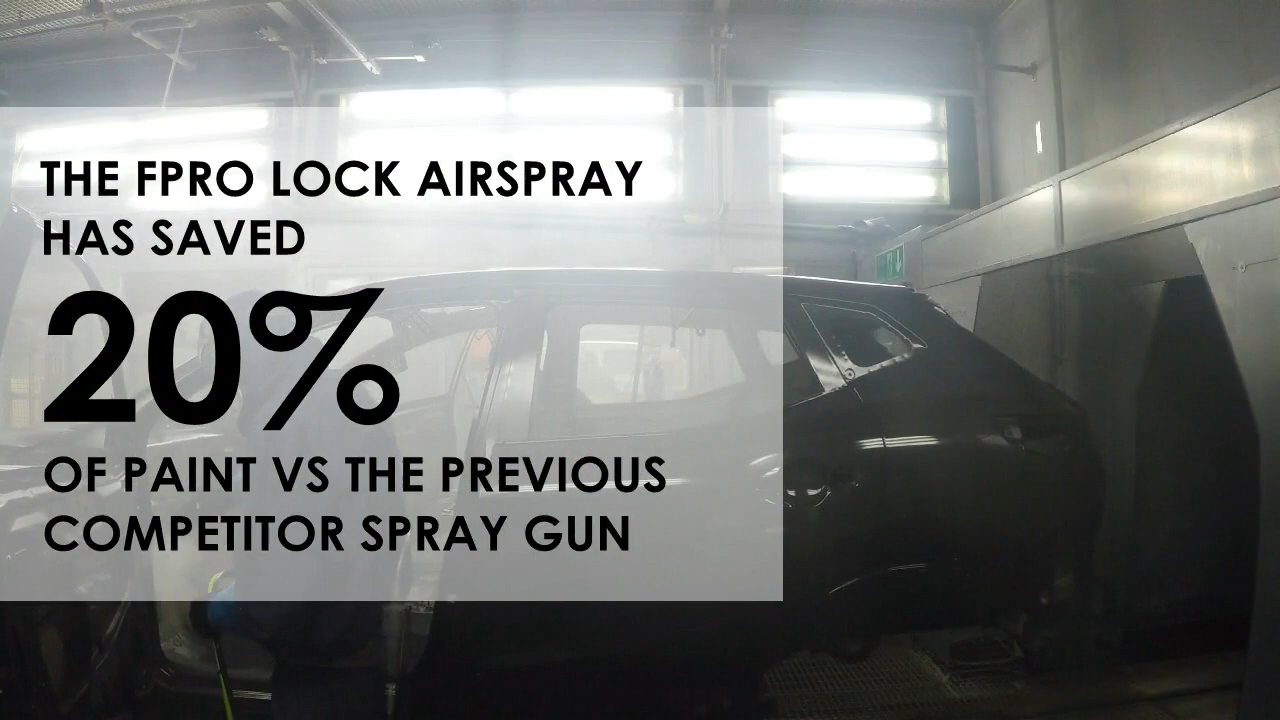 THE FPRO LOCK AIRSPRAY
HAS SAVED
20%
OF PAINT VS THE PREVIOUS
COMPETITOR SPRAY GUN